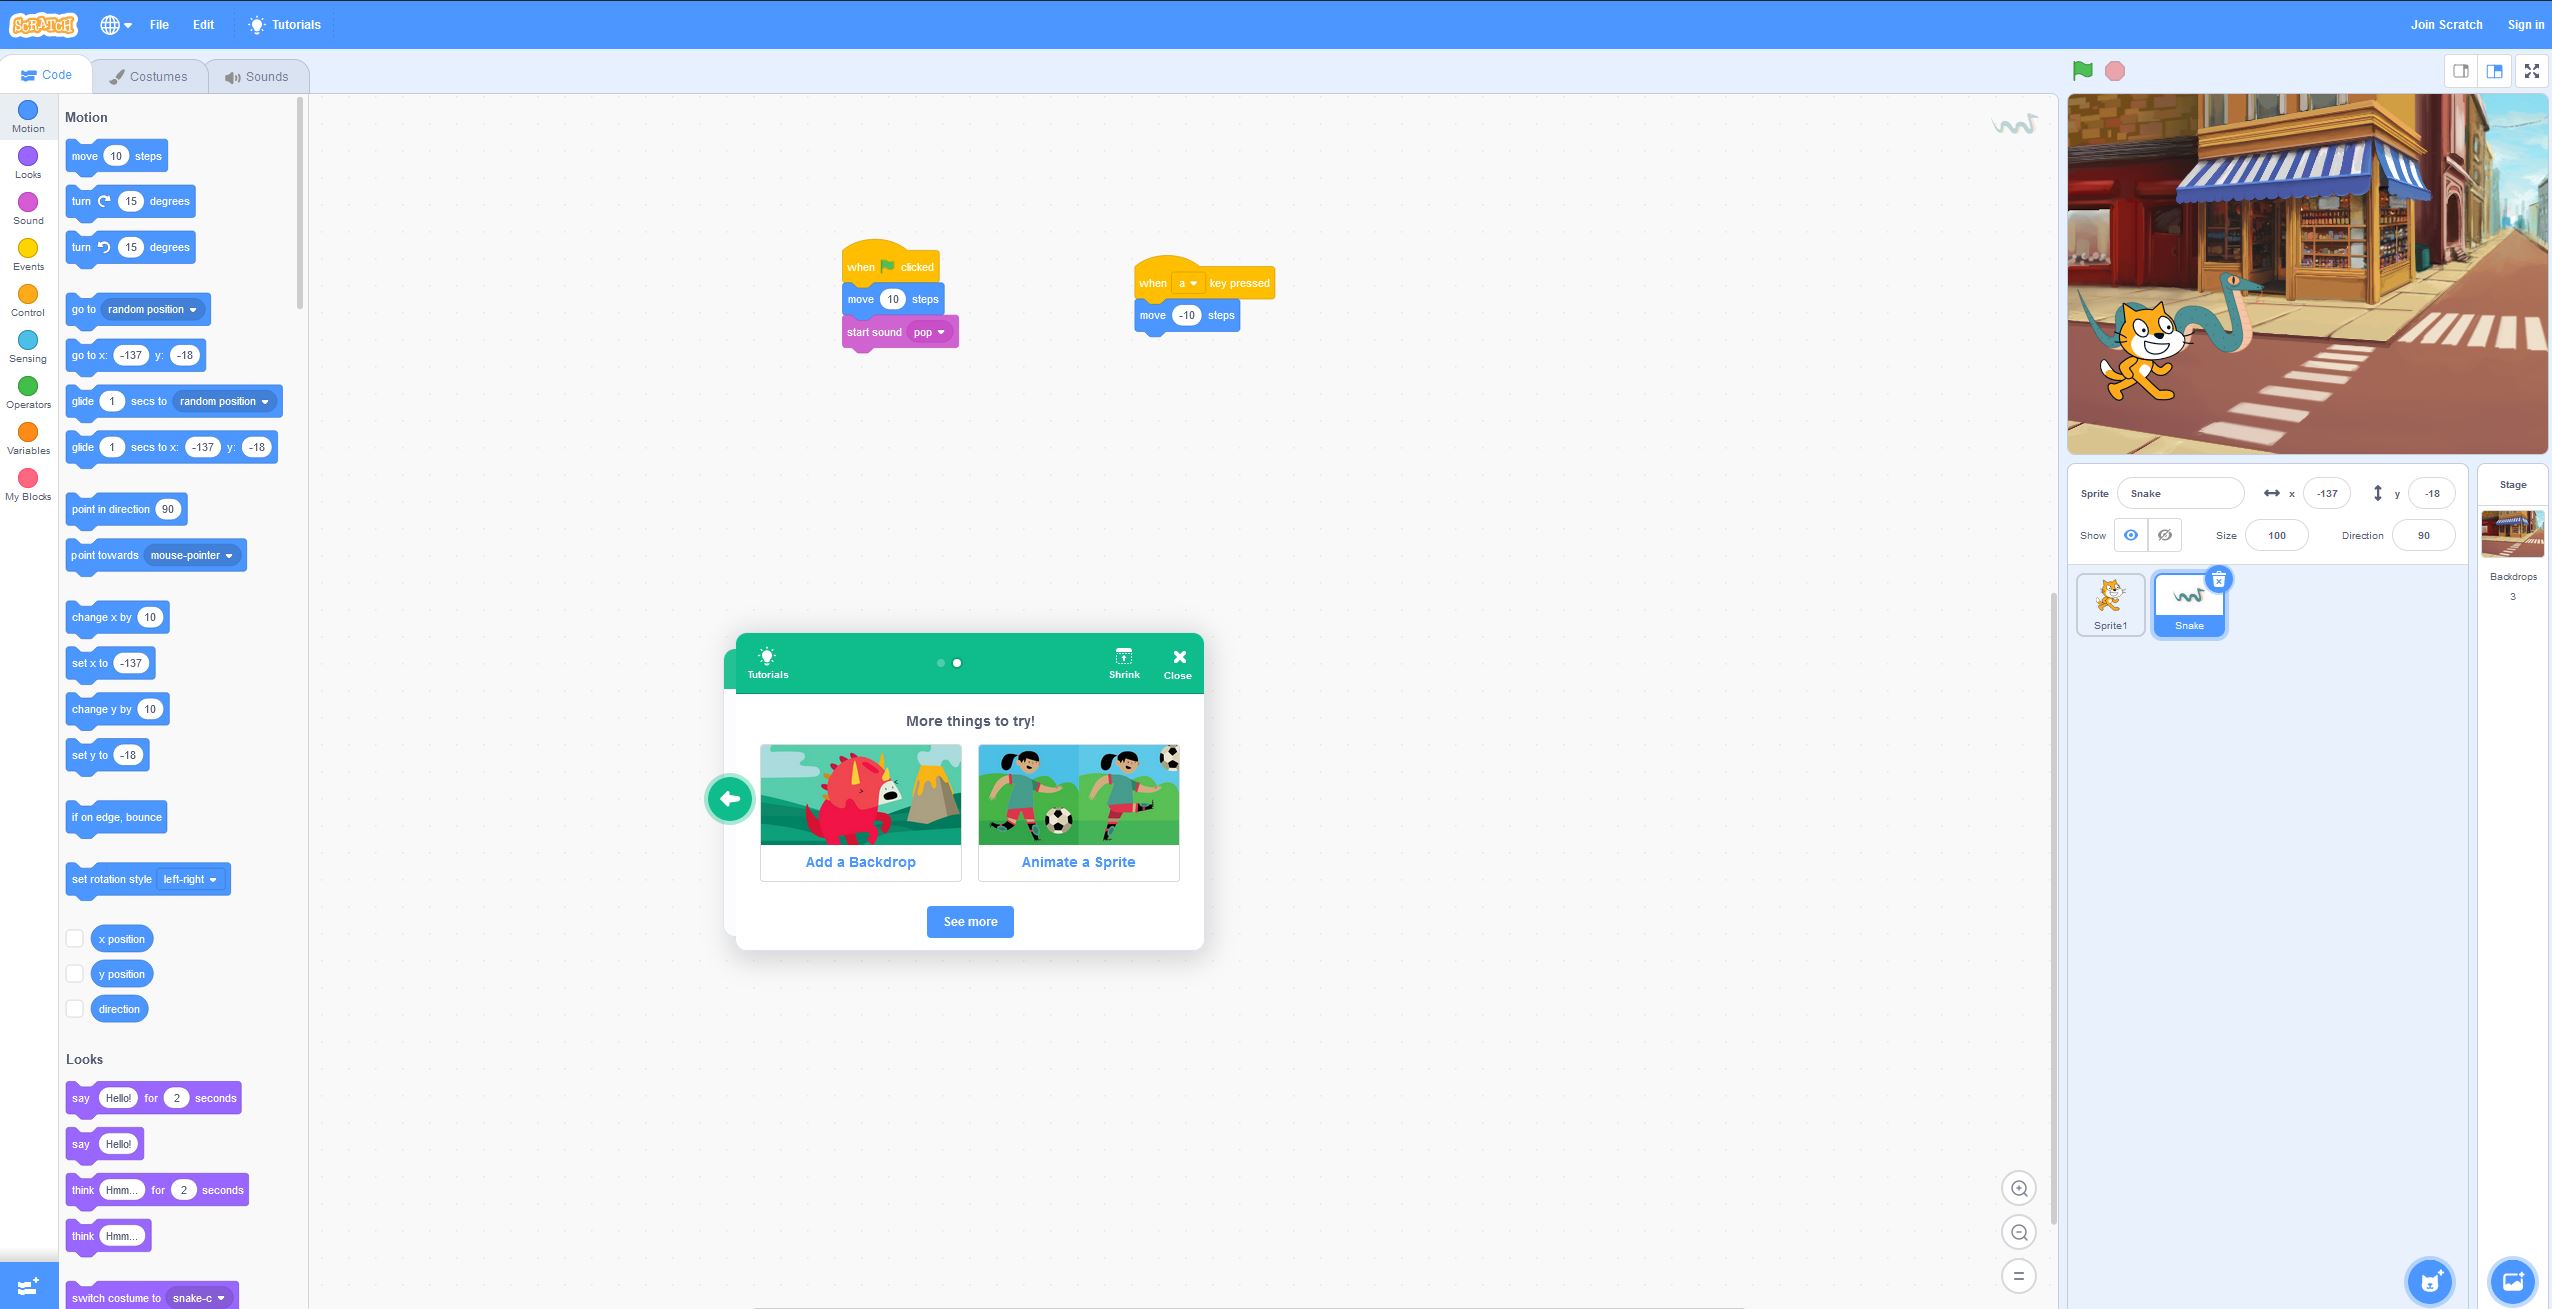 SCRATCH
File
Edit
Tutorials
Join Scratch
Sign in
Code
Costumes
Sounds
Motion
Looks
Sound
Events
Control
Sensing
Operators
Variables
My Blocks
Motion
move 10 steps
turn 15 degrees
turn 15 degrees
go to random position
go to x: -137 y: -18
glide 1 secs to random position
glide 1 secs to x: -137 y: -18
point in direction 90
point towards mouse-pointer
change x by 10
set x to -137
change y by 10
set y to -18
if on edge, bounce
set rotation style left-right
x position
y position
direction
Looks
say Hello! for 2 seconds
say Hello!
think Hmm... for 2 seconds
think Hmm...
switch costume to snake-c
when clicked
move 10 steps
start sound pop
when a key pressed
move -10 steps
Tutorials
Shrink
Close
More things to try!
Add a Backdrop
Animate a Sprite
See more
Sprite Snake x -137 y -18
Show Size 100 Direction 90
Sprite1
Snake
Stage
Backdrops
3